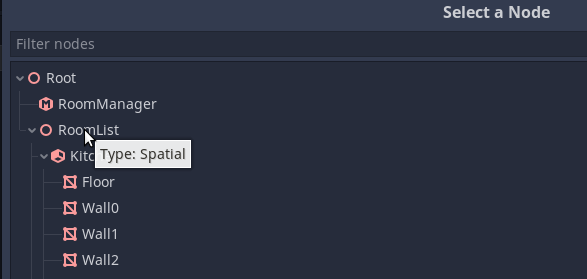 Select a Node
Filter nodes
Root
RoomManager
RoomList
Type: Spatial
Kitc
Floor
Wall0
Wall1
Wall2